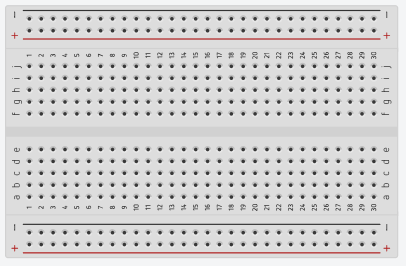 − −
+ +
1 2 3 4 5 6 7 8 9 10 11 12 13 14 15 16 17 18 19 20 21 22 23 24 25 26 27 28 29 30
j j
i i
h h
g g
f f
e e
d d
c c
b b
a a
1 2 3 4 5 6 7 8 9 10 11 12 13 14 15 16 17 18 19 20 21 22 23 24 25 26 27 28 29 30
− −
+ +